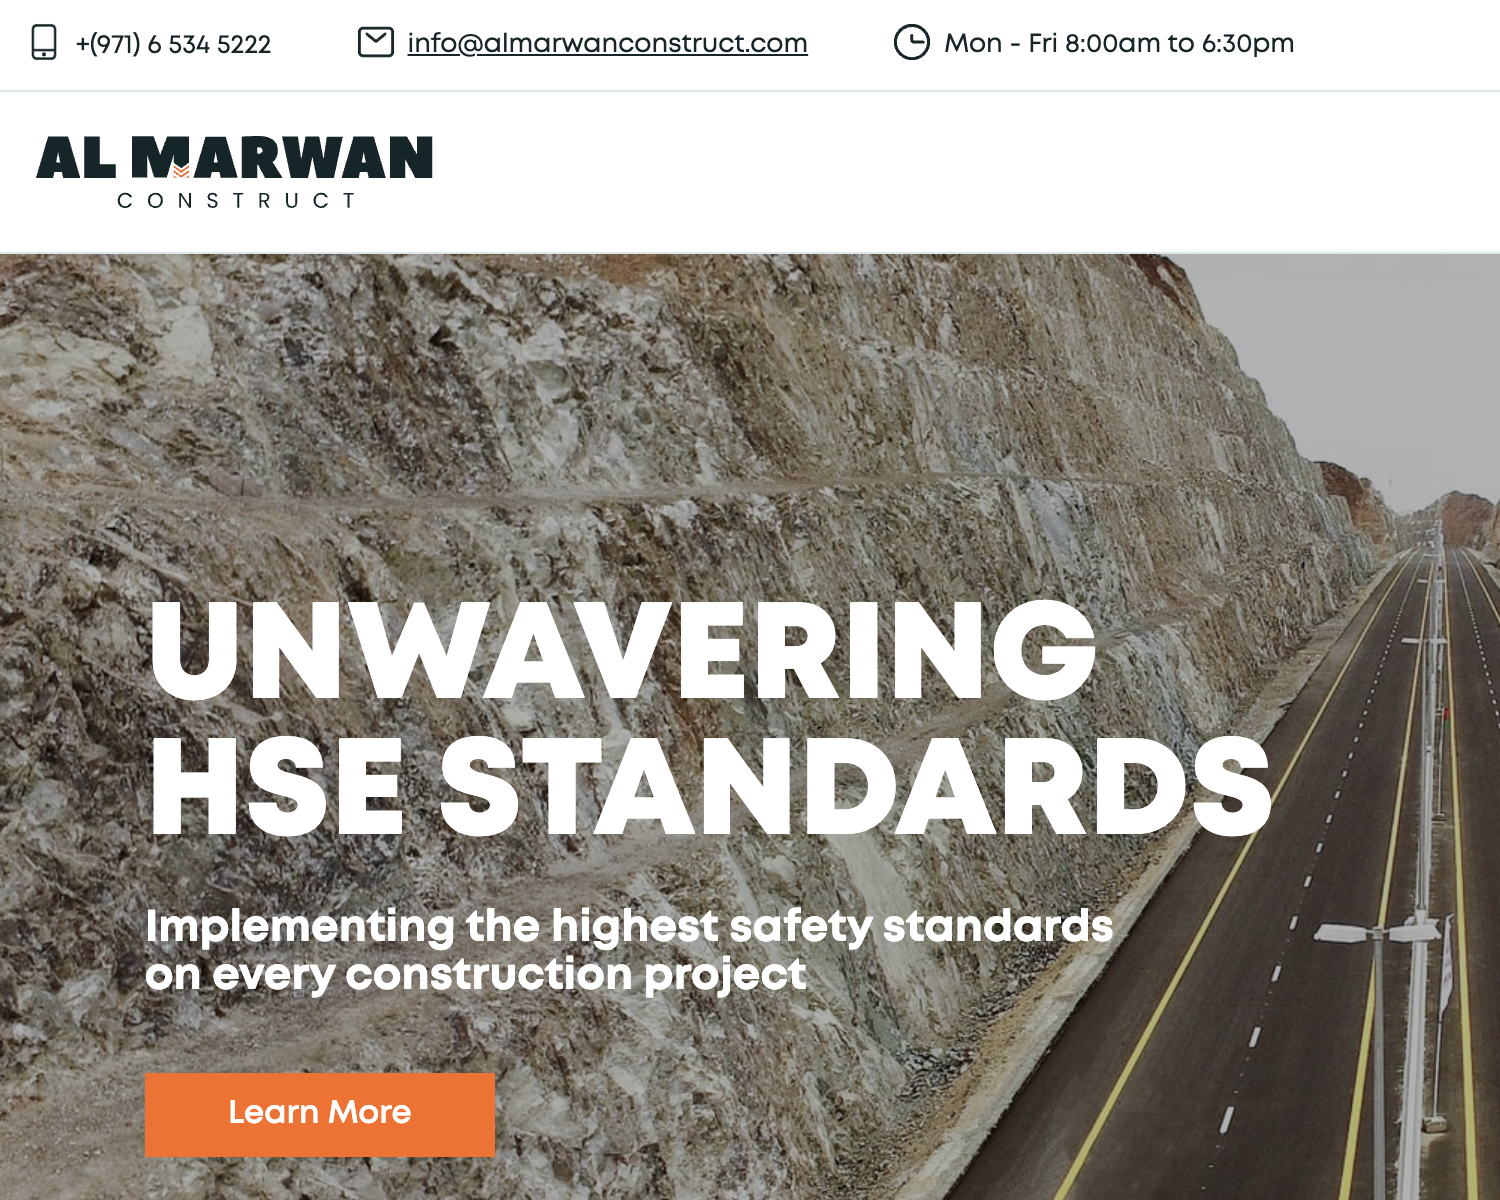 +(971) 6 534 5222
info@almarwanconstruct.com
Mon - Fri 8:00am to 6:30pm
AL MARWAN
CONSTRUCT
UNWAVERING
HSE STANDARDS
Implementing the highest safety standards
on every construction project
Learn More